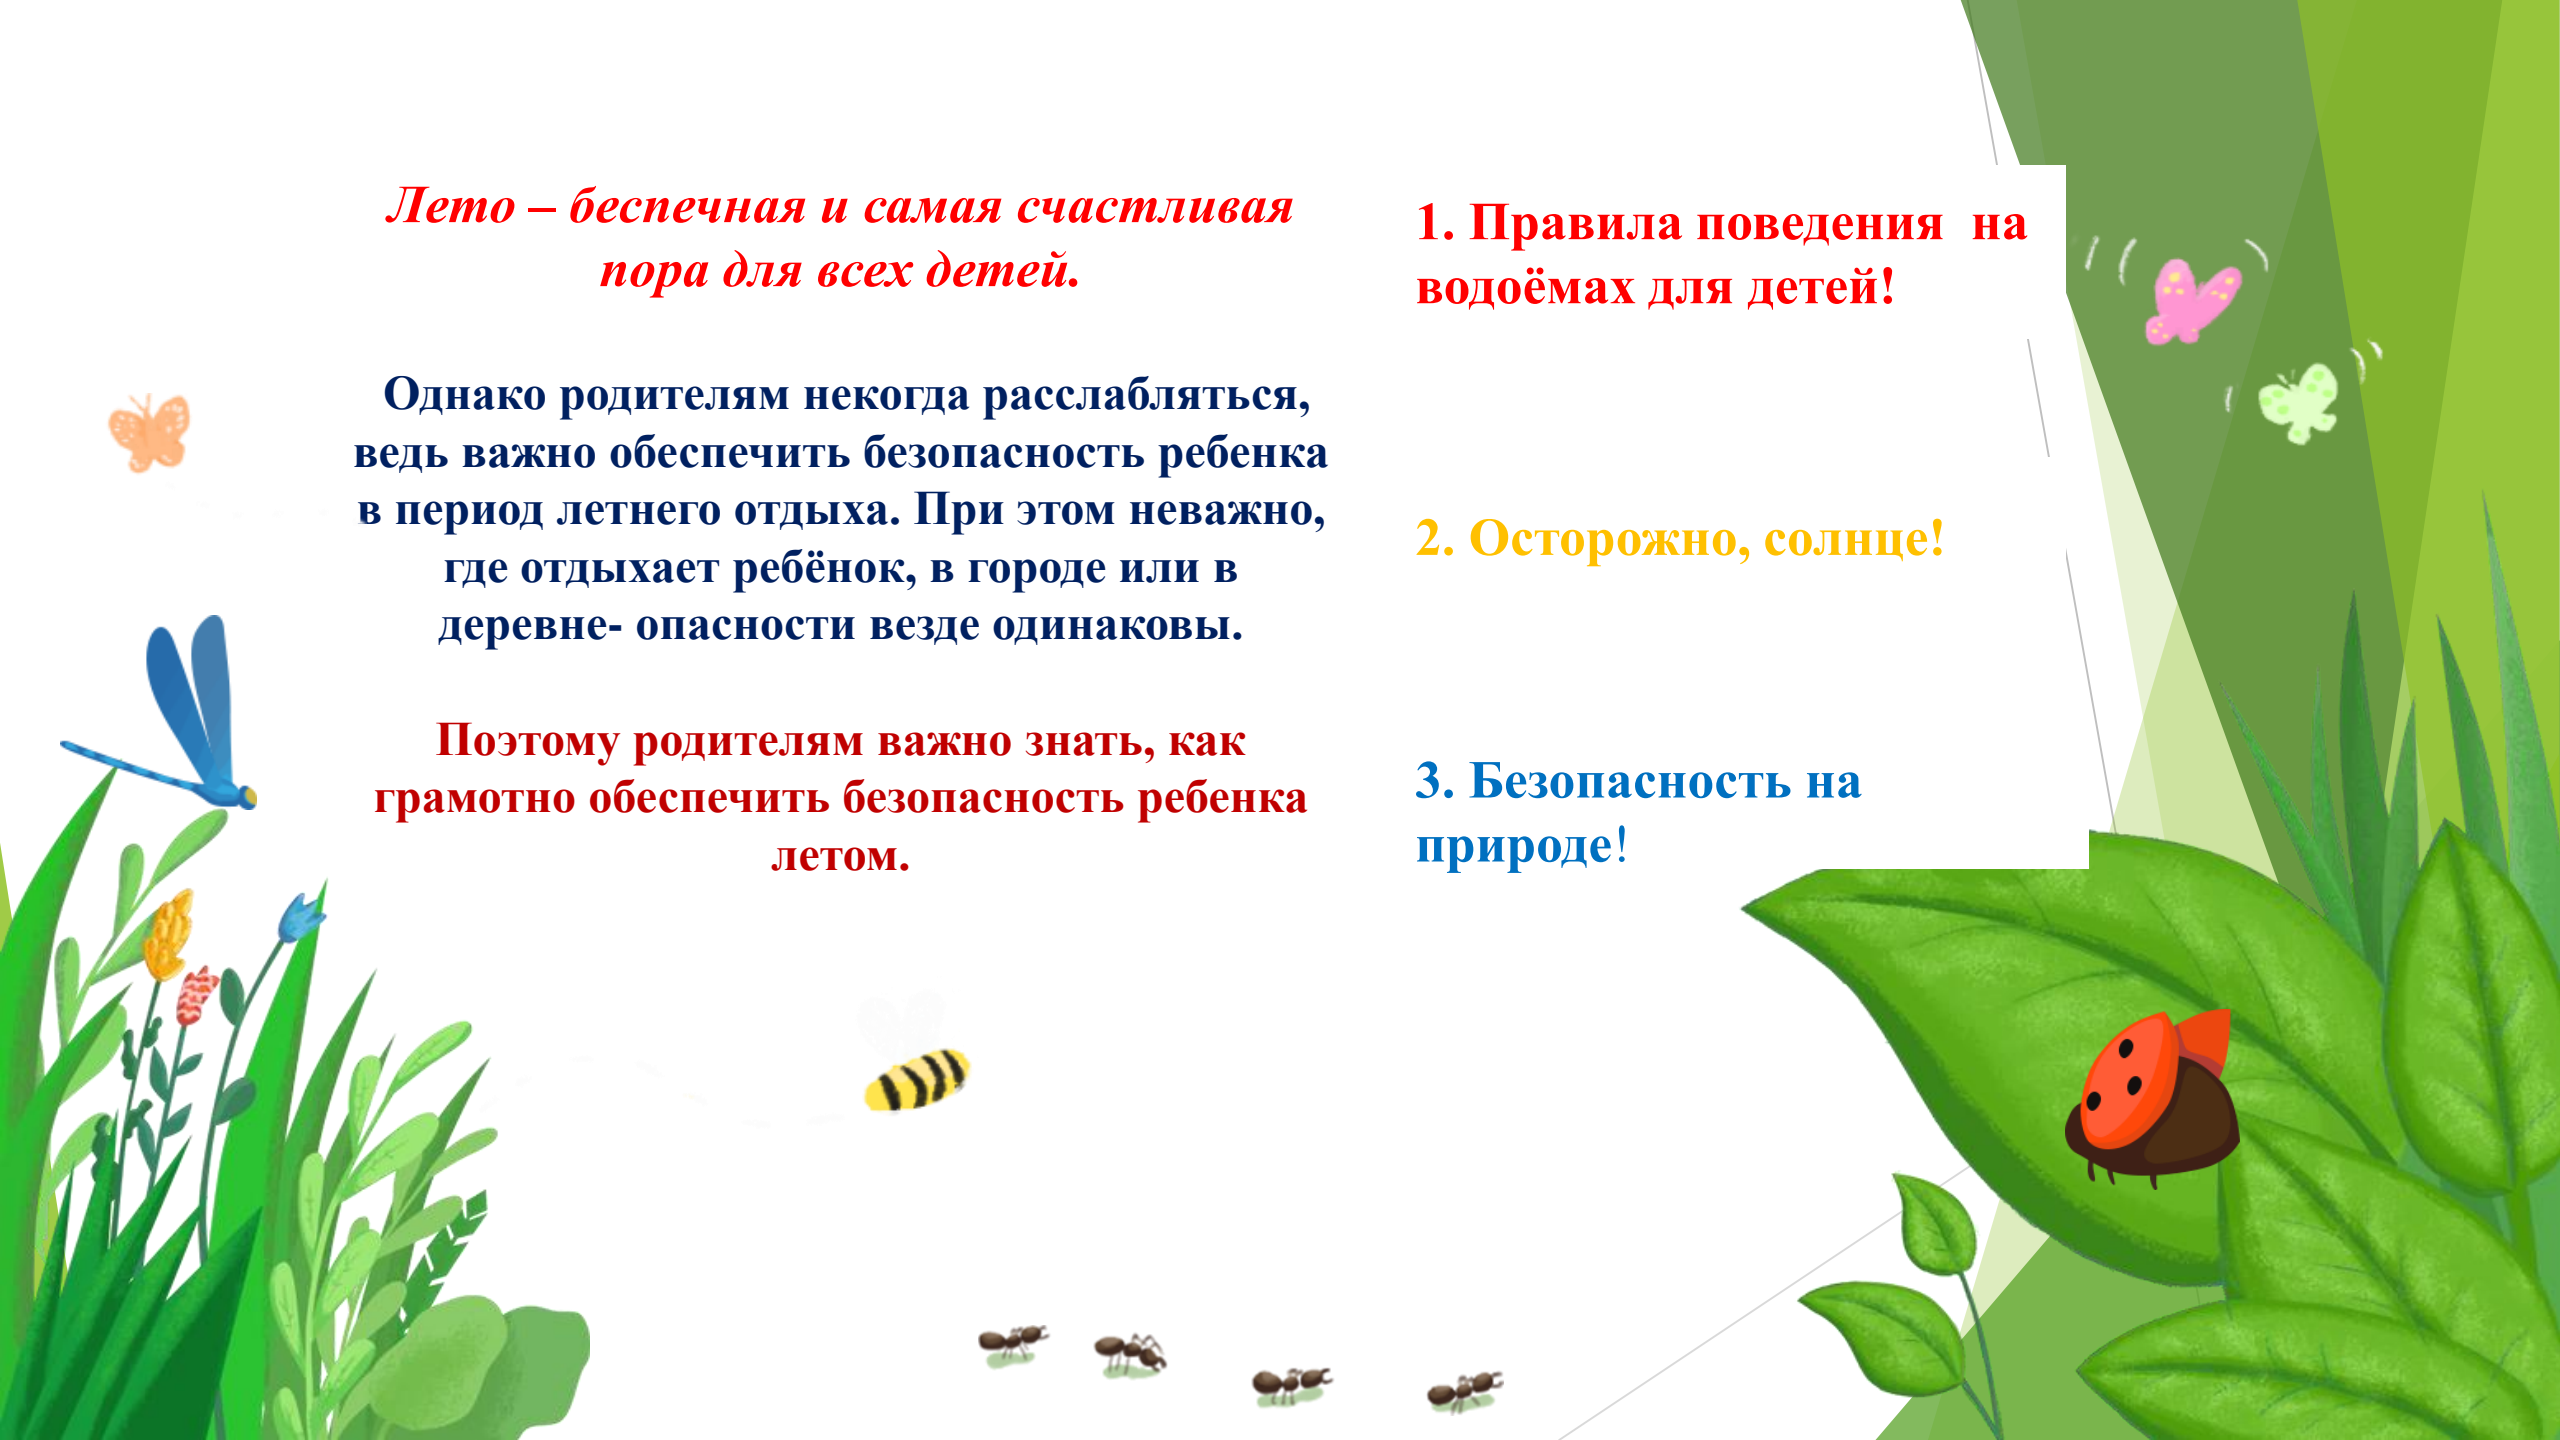 Лето – беспечная и самая счастливая
пора для всех детей.
Однако родителям некогда расслабляться,
ведь важно обеспечить безопасность ребенка
в период летнего отдыха. При этом неважно,
где отдыхает ребёнок, в городе или в
деревне- опасности везде одинаковы.
Поэтому родителям важно знать, как
грамотно обеспечить безопасность ребенка
летом.
1. Правила поведения  на
водоёмах для детей!
2. Осторожно, солнце!
3. Безопасность на
природе!